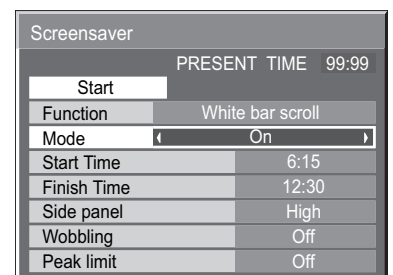 Screensaver
PRESENT TIME 99:99
Start
Function White bar scroll
Mode On
Start Time 6:15
Finish Time 12:30
Side panel High
Wobbling Off
Peak limit Off